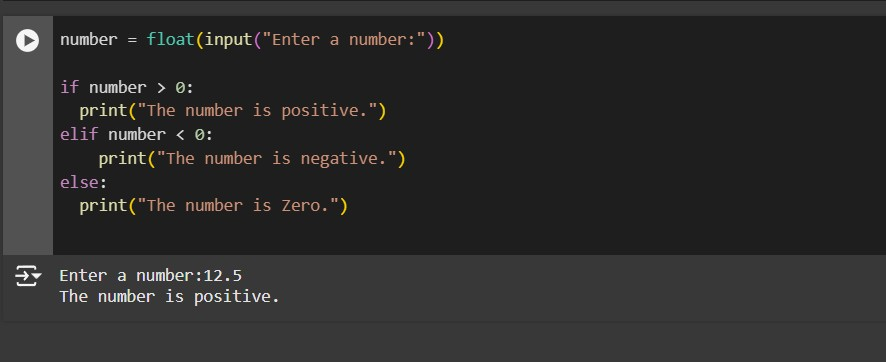 number = float(input("Enter a number:"))
if number > 0:
  print("The number is positive.")
elif number < 0:
    print("The number is negative.")
else:
  print("The number is Zero.")
Enter a number:12.5
The number is positive.